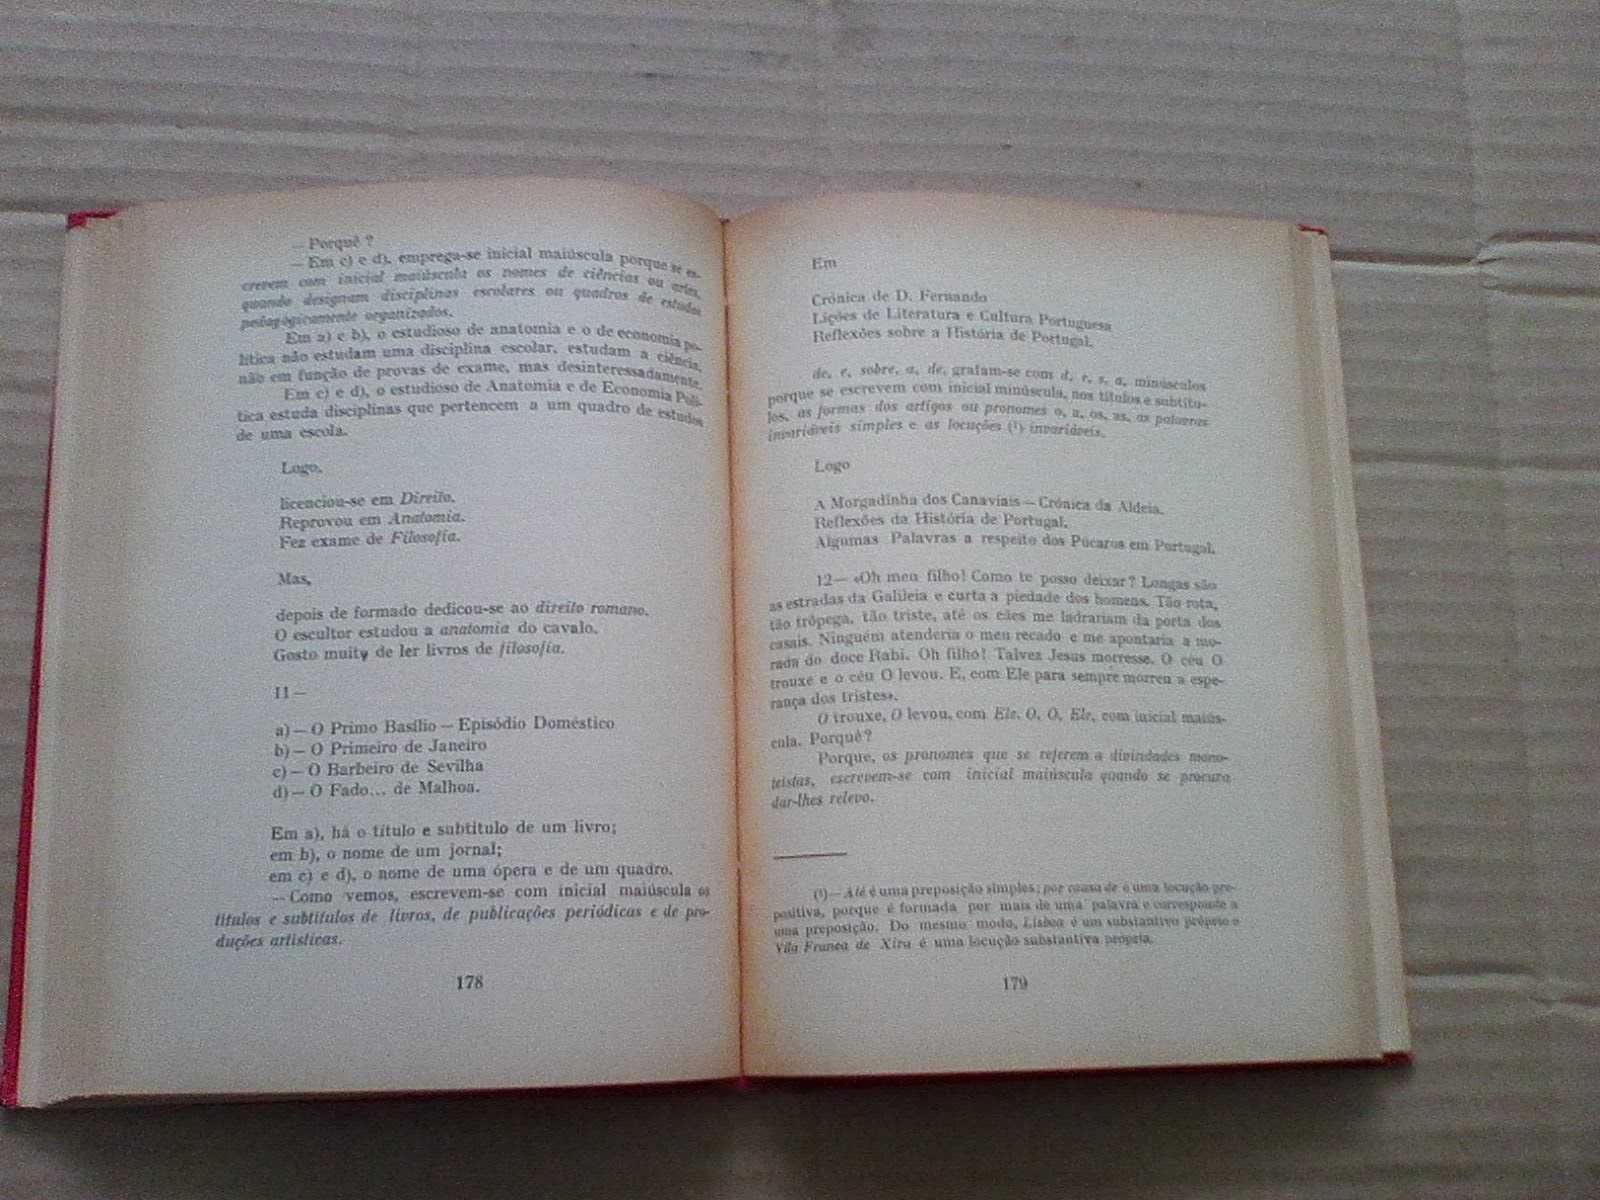 — Porquê ?
— Em c) e d), emprega-se inicial maiúscula porque se es-
crevem com inicial maiúscula os nomes de ciências ou artes,
quando designam disciplinas escolares ou quadros de estudos
pedagògicamente organizados.
Em a) e b), o estudioso de anatomia e o de economia po-
lítica não estudam uma disciplina escolar, estudam a ciência,
não em função de provas de exame, mas desinteressadamente.
Em c) e d), o estudioso de Anatomia e de Economia Polí-
tica estuda disciplinas que pertencem a um quadro de estudos
de uma escola.
Logo,
licenciou-se em Direito.
Reprovou em Anatomia.
Fez exame de Filosofia.
Mas,
depois de formado dedicou-se ao direito romano.
O escultor estudou a anatomia do cavalo.
Gosto muito de ler livros de filosofia.
11 —
a) — O Primo Basílio — Episódio Doméstico
b) — O Primeiro de Janeiro
c) — O Barbeiro de Sevilha
d) — O Fado... de Malhoa.
Em a), há o título e subtítulo de um livro;
em b), o nome de um jornal;
em c) e d), o nome de uma ópera e de um quadro.
— Como vemos, escrevem-se com inicial maiúscula os
títulos e subtítulos de livros, de publicações periódicas e de pro-
duções artísticas.
178
Em
Crónica de D. Fernando
Lições de Literatura e Cultura Portuguesa
Reflexões sobre a História de Portugal,
de, e, sobre, a, de, grafam-se com d, e, s, a, minúsculos
porque se escrevem com inicial minúscula, nos títulos e subtítu-
los, as formas dos artigos ou pronomes o, a, os, as, as palavras
invariáveis simples e as locuções (¹) invariáveis.
Logo
A Morgadinha dos Canaviais — Crónica da Aldeia.
Reflexões da História de Portugal.
Algumas Palavras a respeito dos Púcaros em Portugal.
12 — «Oh meu filho! Como te posso deixar? Longas são
as estradas da Galileia e curta a piedade dos homens. Tão rota,
tão trôpega, tão triste, até os cães me ladrariam da porta dos
casais. Ninguém atenderia o meu recado e me apontaria a mo-
rada do doce Rabi. Oh filho! Talvez Jesus morresse. O céu O
trouxe e o céu O levou. E, com Ele para sempre morreu a espe-
rança dos tristes».
O trouxe, O levou, com Ele. O, O, Ele, com inicial maiús-
cula. Porquê?
Porque, os pronomes que se referem a divindades mono-
teístas, escrevem-se com inicial maiúscula quando se procura
dar-lhes relevo.
(¹) — Até é uma preposição simples; por causa de é uma locução pre-
positiva, porque é formada por mais de uma palavra e corresponde a
uma preposição. Do mesmo modo, Lisboa é um substantivo próprio e
Vila Franca de Xira é uma locução substantiva própria.
179